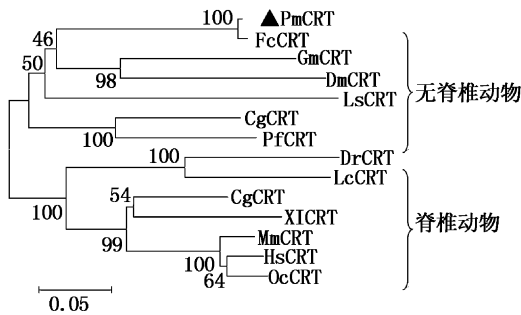 100
▲PmCRT
FcCRT
46
GmCRT
50
98
DmCRT
LsCRT
无脊椎动物
CgCRT
100
PfCRT
100
DrCRT
LcCRT
100
54
CgCRT
XICRT
脊椎动物
99
MmCRT
100
HsCRT
64
OcCRT
0.05